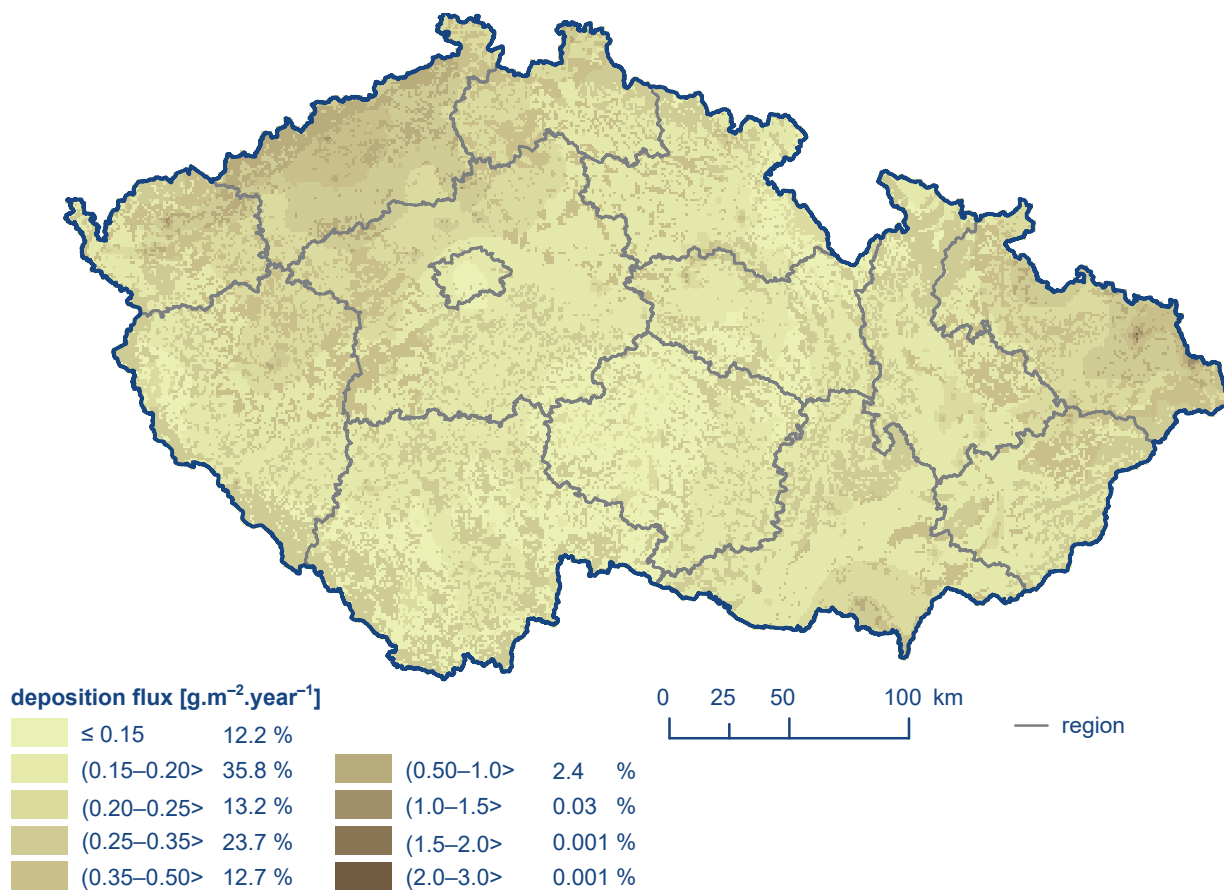 deposition flux [g.m⁻².year⁻¹]
≤ 0.15 12.2 %
(0.15–0.20> 35.8 %
(0.20–0.25> 13.2 %
(0.25–0.35> 23.7 %
(0.35–0.50> 12.7 %
(0.50–1.0> 2.4 %
(1.0–1.5> 0.03 %
(1.5–2.0> 0.001 %
(2.0–3.0> 0.001 %
0 25 50 100 km
region